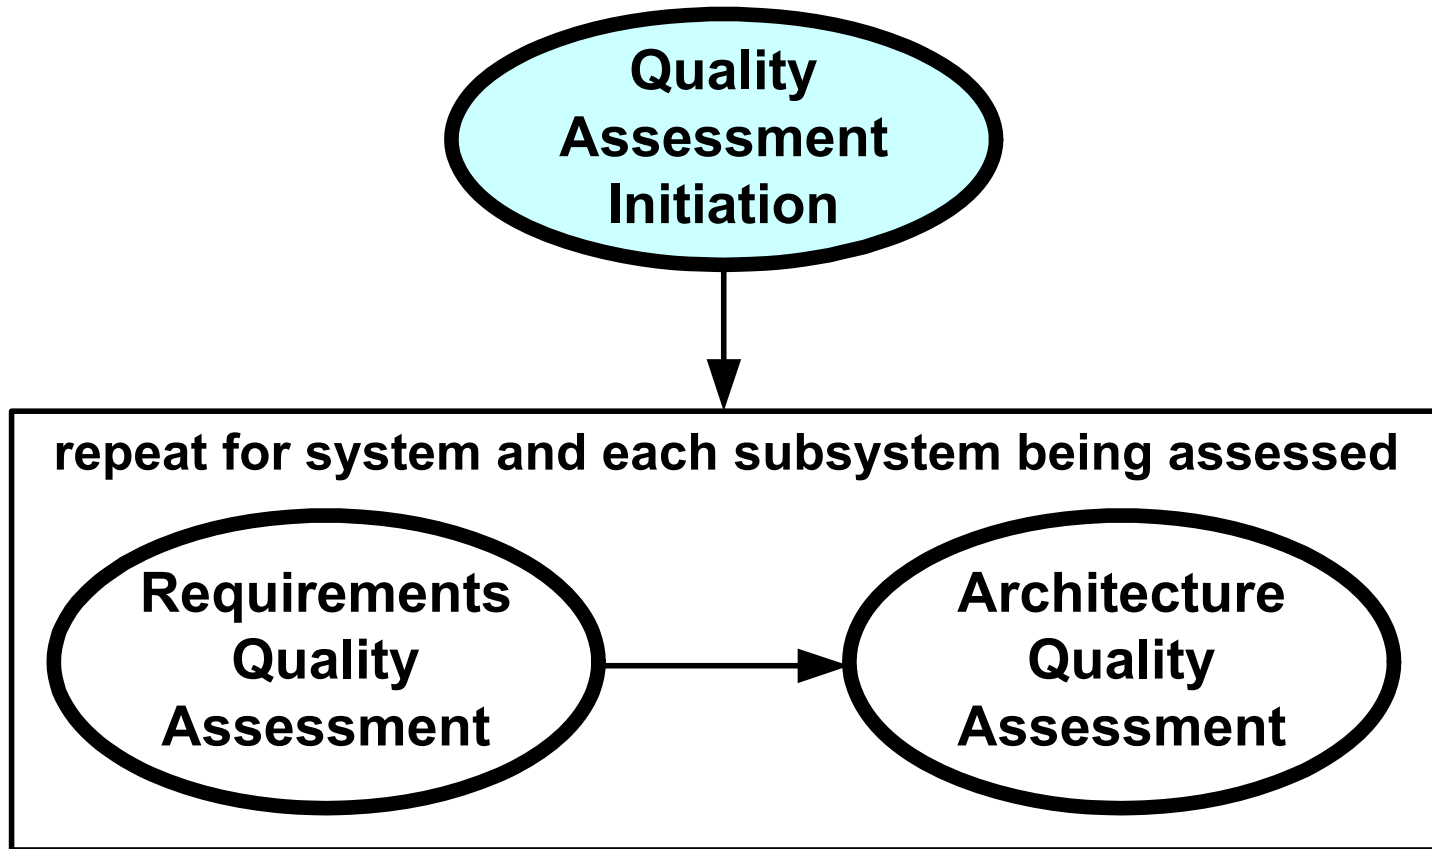 Quality
Assessment
Initiation
repeat for system and each subsystem being assessed
Requirements
Quality
Assessment
Architecture
Quality
Assessment